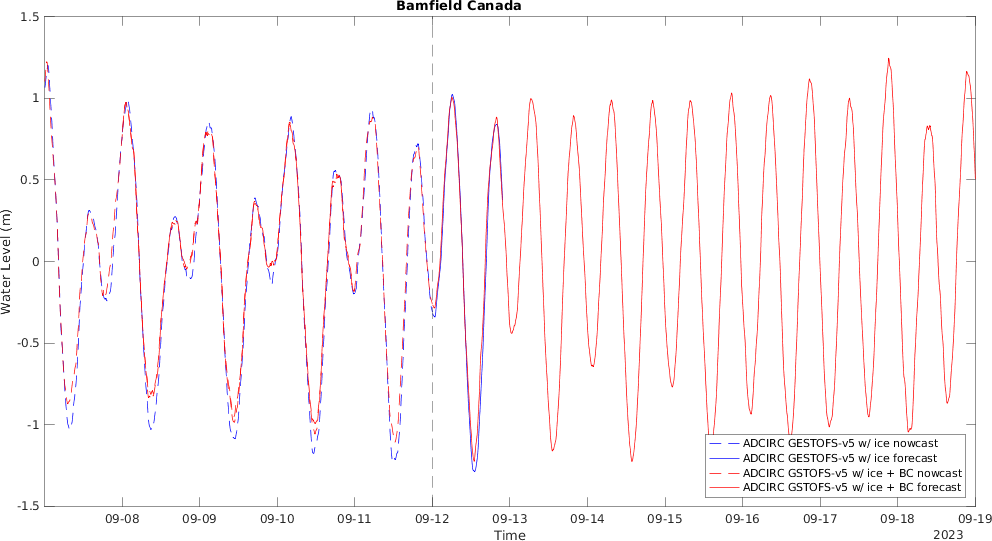 Bamfield Canada
1.5
1
0.5
0
-0.5
-1
-1.5
Water Level (m)
ADCIRC GESTOFS-v5 w/ ice nowcast
ADCIRC GESTOFS-v5 w/ ice forecast
ADCIRC GSTOFS-v5 w/ ice + BC nowcast
ADCIRC GSTOFS-v5 w/ ice + BC forecast
09-08 09-09 09-10 09-11 09-12 09-13 09-14 09-15 09-16 09-17 09-18 09-19
Time
2023